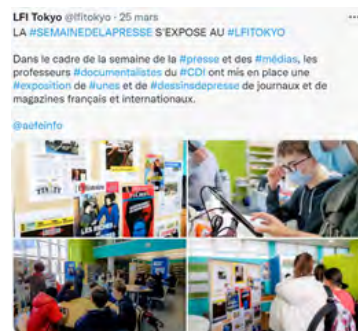 LFI Tokyo @lfitokyo · 25 mars
LA #SEMAINEDELAPRESSE S'EXPOSE AU #LFITOKYO
Dans le cadre de la semaine de la #presse et des #médias, les
professeurs #documentalistes du #CDI ont mis en place une
#exposition de #unes et de #dessinsdepresse de journaux et de
magazines français et internationaux.
@aefeinfo